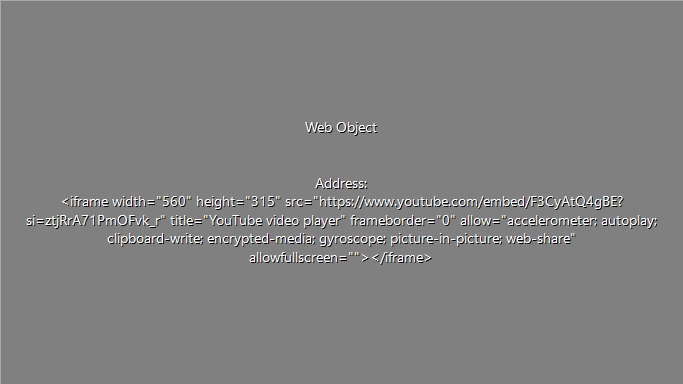 Web Object
Address:
<iframe width="560" height="315" src="https://www.youtube.com/embed/F3CyAtQ4gBE?
si=ztjRrA71PmOFvk_r" title="YouTube video player" frameborder="0" allow="accelerometer; autoplay;
clipboard-write; encrypted-media; gyroscope; picture-in-picture; web-share"
allowfullscreen=""></iframe>